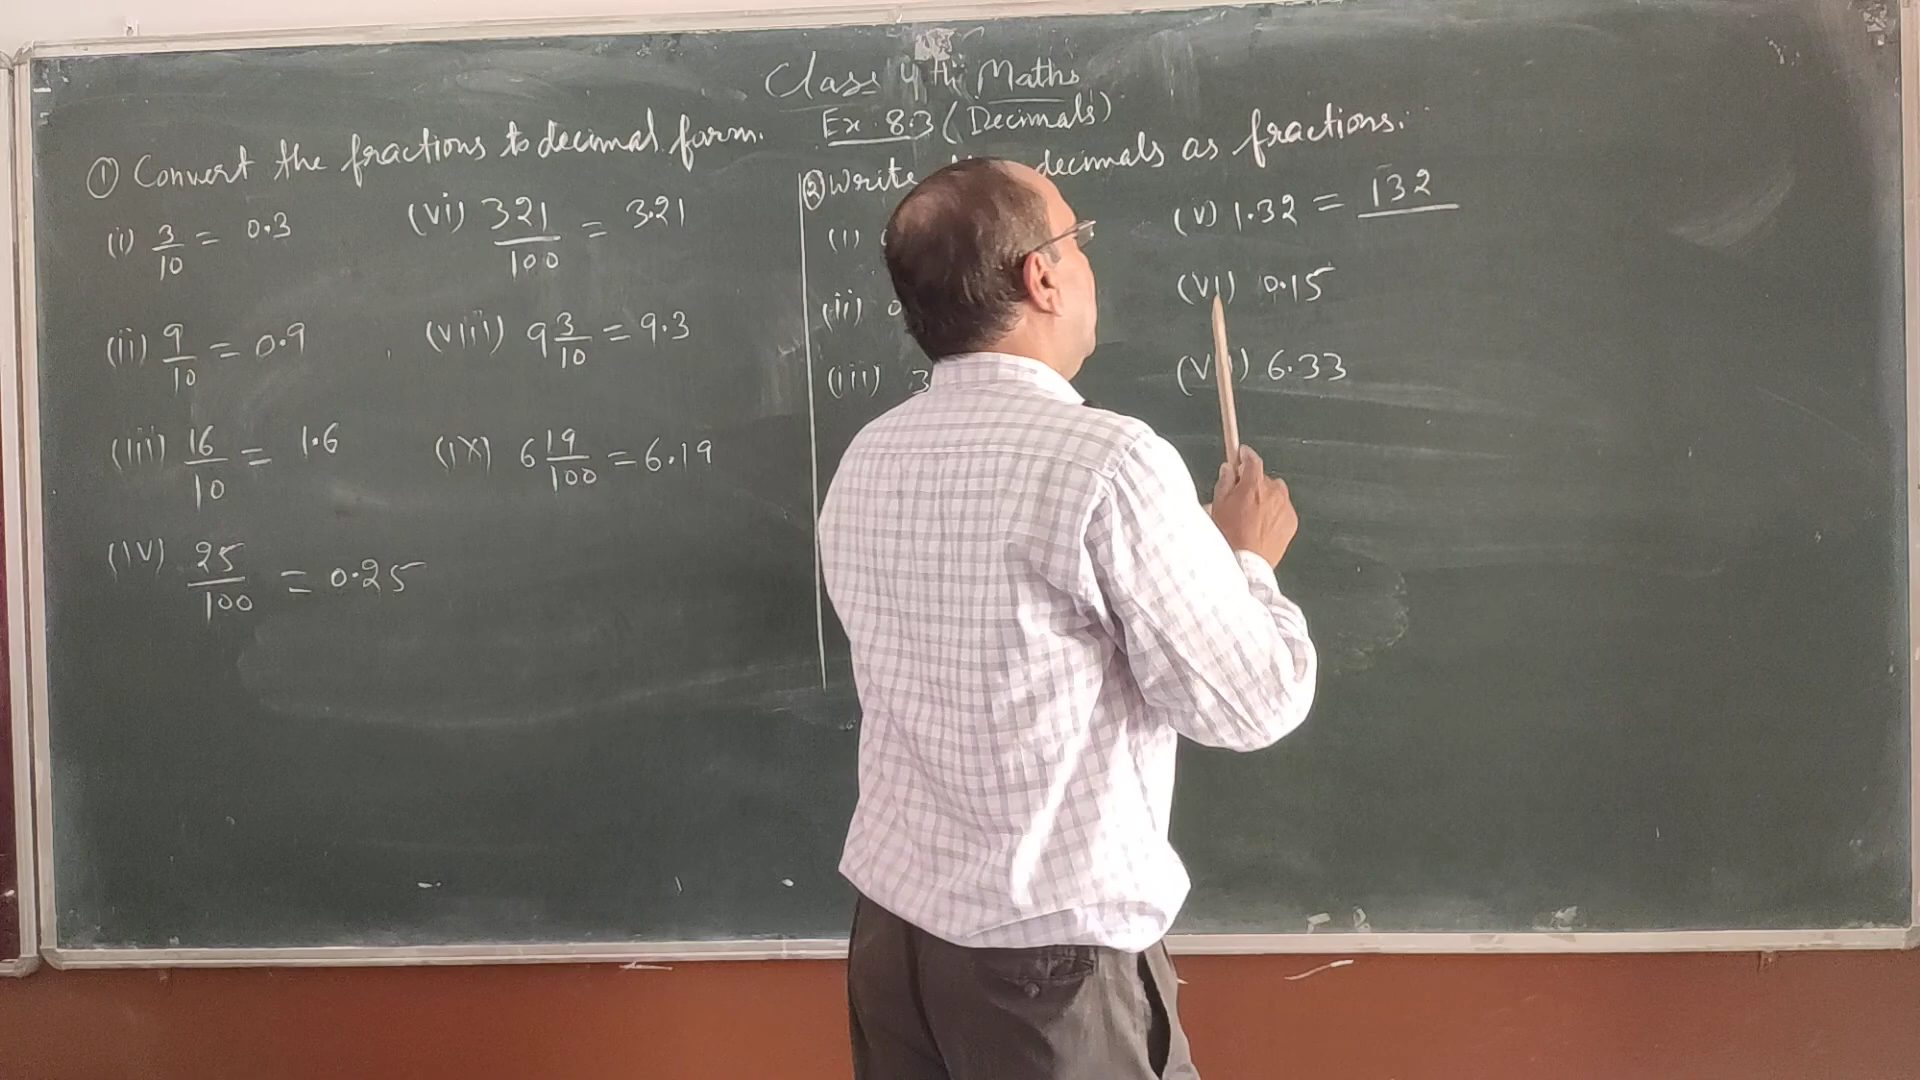 Class 4th Maths
Ex 8.3 (Decimals)
① Convert the fractions to decimal form.
(i) 3/10 = 0.3
(ii) 9/10 = 0.9
(iii) 16/10 = 1.6
(iv) 25/100 = 0.25
(vi) 321/100 = 3.21
(viii) 9 3/10 = 9.3
(ix) 6 19/100 = 6.19
② Write decimals as fractions.
(i)
(ii) 0
(iii) 3
(v) 1.32 = 132
(vi) 0.15
6.33